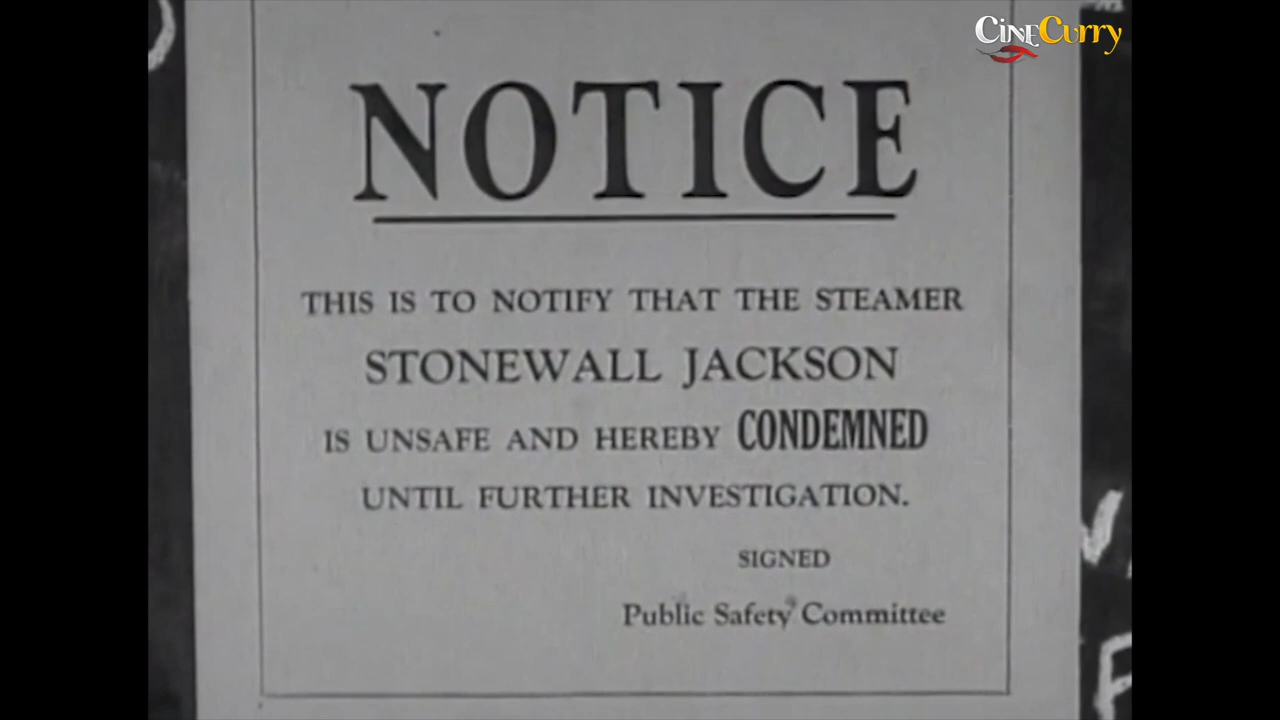 CineCurry
NOTICE
THIS IS TO NOTIFY THAT THE STEAMER
STONEWALL JACKSON
IS UNSAFE AND HEREBY CONDEMNED
UNTIL FURTHER INVESTIGATION.
SIGNED
Public Safety Committee